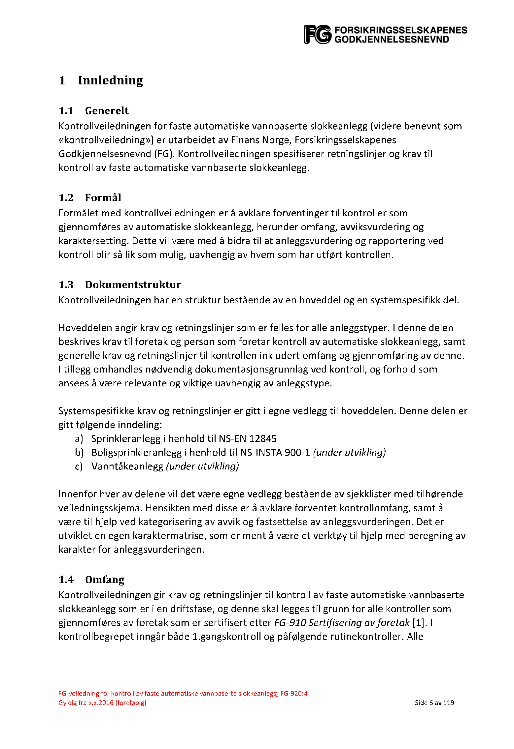 FG FORSIKRINGSSELSKAPENES
GODKJENNELSESNEVND
1 Innledning
1.1 Generelt
Kontrollveiledningen for faste automatiske vannbaserte slokkeanlegg (videre benevnt som
«kontrollveiledning») er utarbeidet av Finans Norge, Forsikringsselskapenes
Godkjennelsesnevnd (FG). Kontrollveiledningen spesifiserer retningslinjer og krav til
kontroll av faste automatiske vannbaserte slokkeanlegg.
1.2 Formål
Formålet med kontrollveiledningen er å avklare forventinger til kontroller som
gjennomføres av automatiske slokkeanlegg, herunder omfang, avviksvurdering og
karaktersetting. Dette vil være med å bidra til at anleggsvurdering og rapportering ved
kontroll blir så lik som mulig, uavhengig av hvem som har utført kontrollen.
1.3 Dokumentstruktur
Kontrollveiledningen har en struktur bestående av en hoveddel og en systemspesifikk del.
Hoveddelen angir krav og retningslinjer som er felles for alle anleggstyper. I denne delen
beskrives krav til foretak og person som foretar kontroll av automatiske slokkeanlegg, samt
generelle krav og retningslinjer til kontrollen inkludert omfang og gjennomføring av denne.
I tillegg omhandles nødvendig dokumentasjonsgrunnlag ved kontroll, og forhold som
ansees å være relevante og viktige uavhengig av anleggstype.
Systemspesifikke krav og retningslinjer er gitt i egne vedlegg til hoveddelen. Denne delen er
gitt følgende inndeling:
a) Sprinkleranlegg i henhold til NS-EN 12845
b) Boligsprinkleranlegg i henhold til NS-INSTA 900-1 (under utvikling)
c) Vanntåkeanlegg (under utvikling)
Innenfor hver av delene vil det være egne vedlegg bestående av sjekklister med tilhørende
veiledningsskjema. Hensikten med disse er å avklare forventet kontrollomfang, samt å
være til hjelp ved kategorisering av avvik og fastsettelse av anleggsvurderingen. Det er
utviklet en egen karaktermatrise, som er ment å være et verktøy til hjelp med beregning av
karakter for anleggsvurderingen.
1.4 Omfang
Kontrollveiledningen gir krav og retningslinjer til kontroll av faste automatiske vannbaserte
slokkeanlegg som er i en driftsfase, og denne skal legges til grunn for alle kontroller som
gjennomføres av foretak som er sertifisert etter FG-910 Sertifisering av foretak [1]. I
kontrollbegrepet inngår både 1.gangskontroll og påfølgende rutinekontroller. Alle
FG-veiledning for kontroll av faste automatiske vannbaserte slokkeanlegg, FG-920:4
Gyldig fra x.x.2016 (foreløpig)
Side 6 av 119